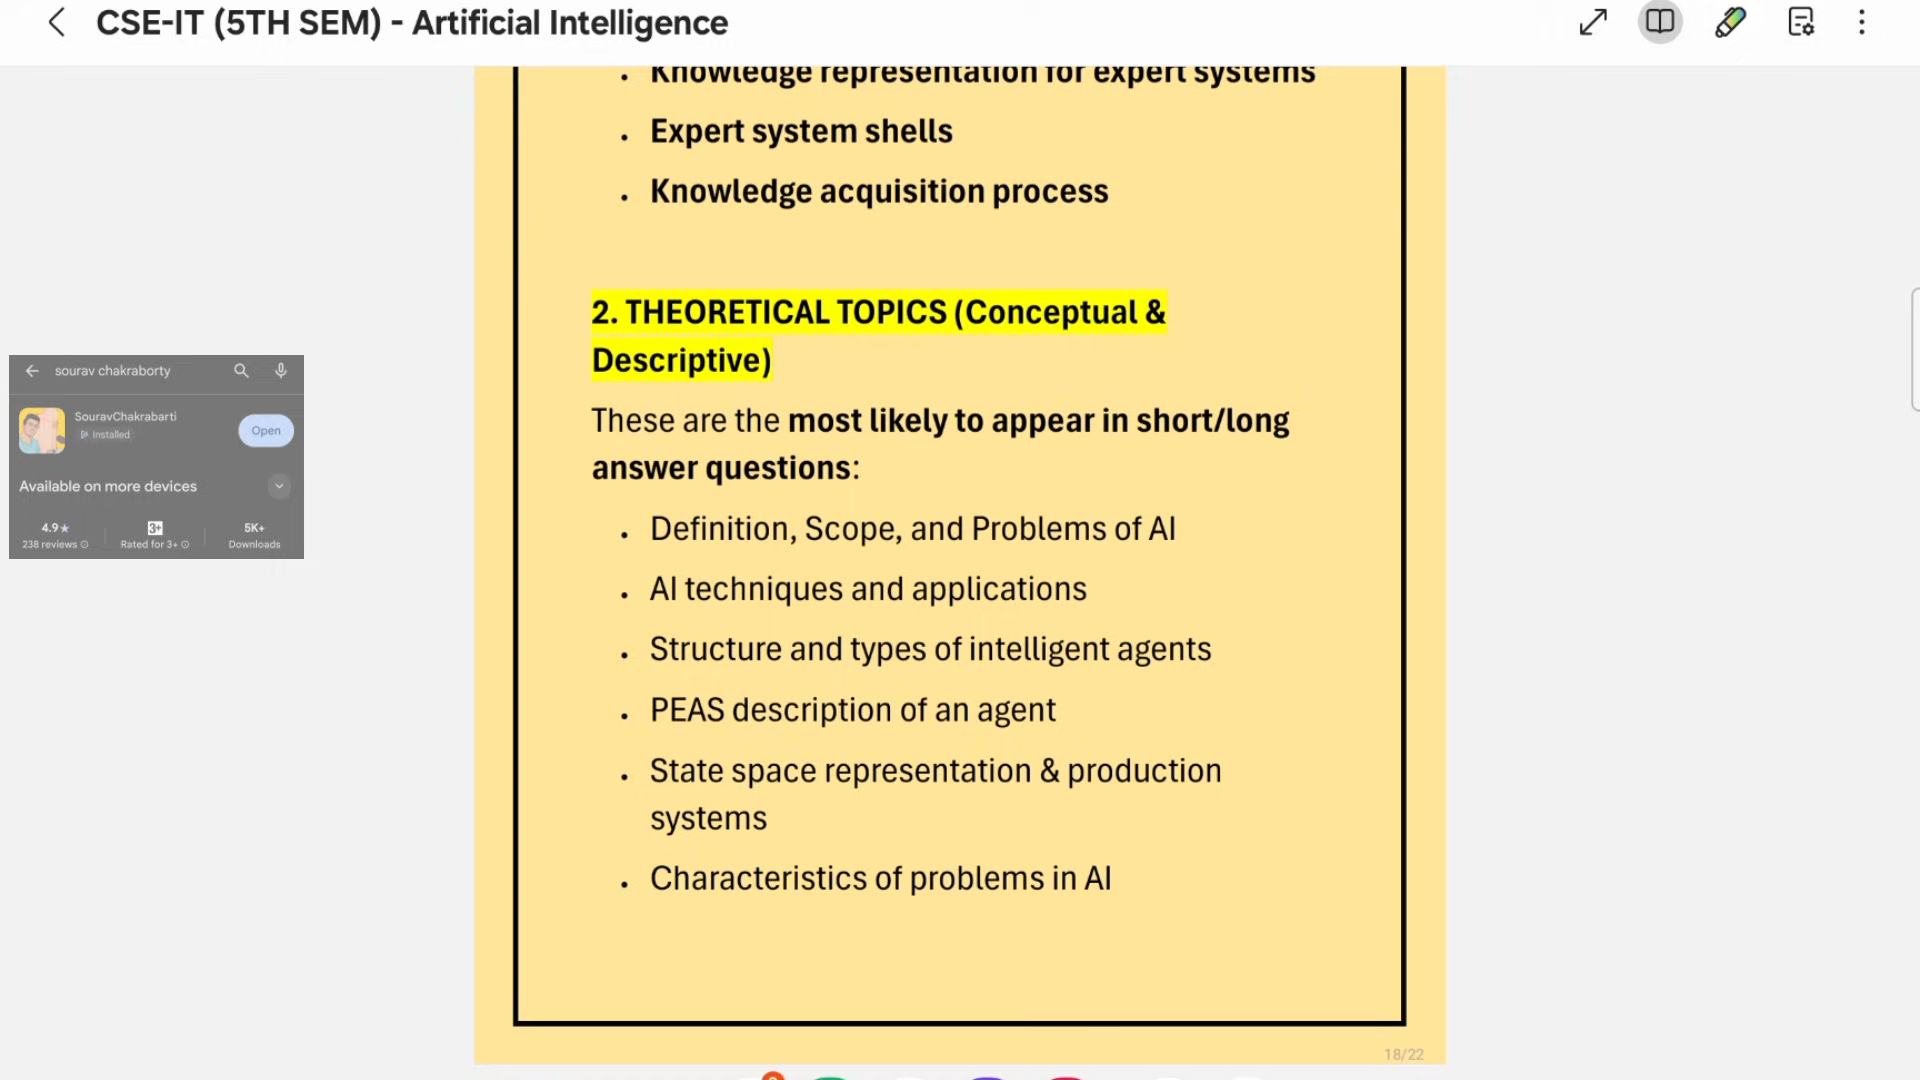 CSE-IT (5TH SEM) - Artificial Intelligence
• Knowledge representation for expert systems
• Expert system shells
• Knowledge acquisition process
2. THEORETICAL TOPICS (Conceptual &
Descriptive)
These are the most likely to appear in short/long
answer questions:
• Definition, Scope, and Problems of AI
• AI techniques and applications
• Structure and types of intelligent agents
• PEAS description of an agent
• State space representation & production
systems
• Characteristics of problems in AI
18/22
sourav chakraborty
SouravChakrabarti
Installed
Open
Available on more devices
4.9★
238 reviews
3+
Rated for 3+
5K+
Downloads